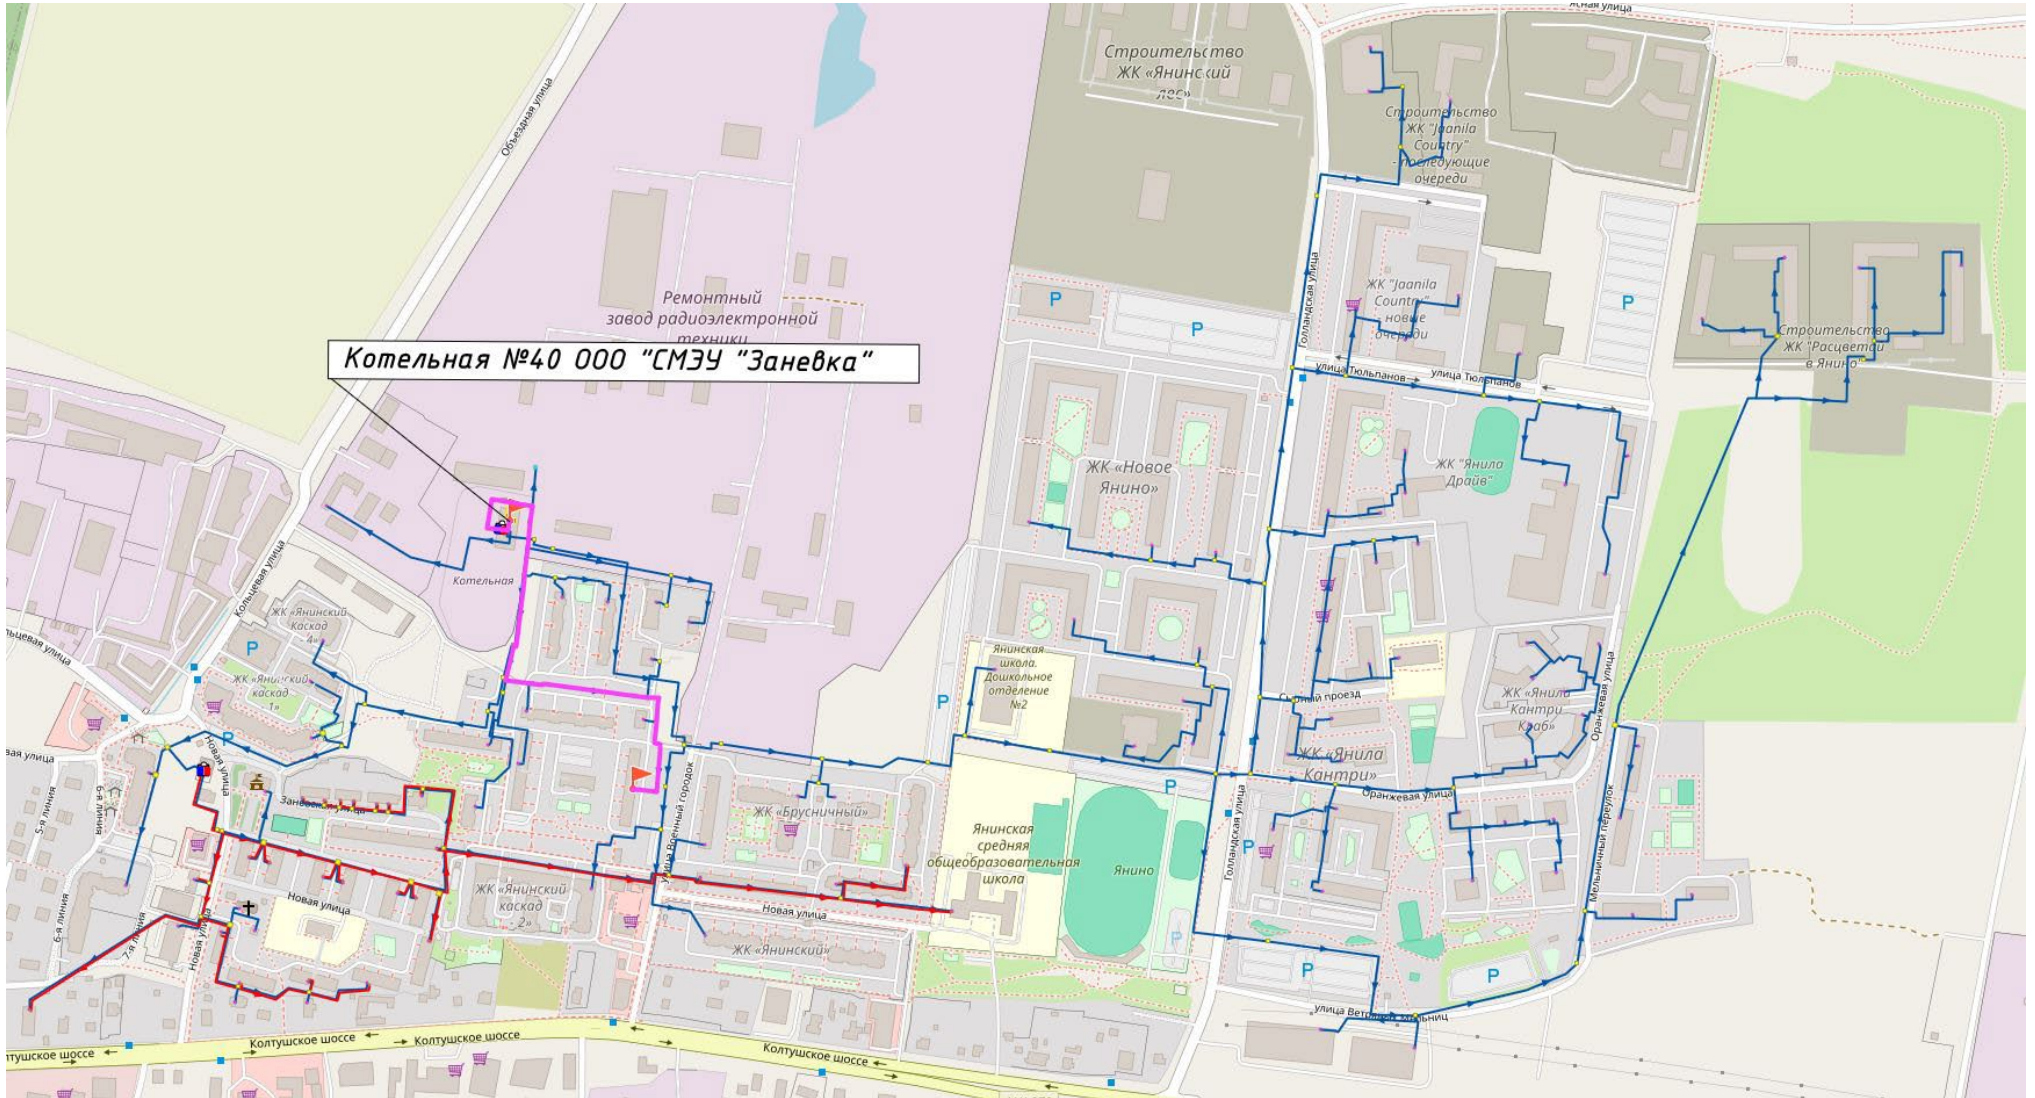 Ясная улица
Строительство
ЖК «Янинский
лес»
Объездная улица
Строительство
ЖК "Jaanila
Country"
- последующие
очереди
Ремонтный
завод радиоэлектронной
техники
Котельная №40 ООО "СМЭУ "Заневка"
P
P
Голландская улица
ЖК "Jaanila
Country"
- новые
очереди
P
Строительство
ЖК "Расцветай
в Янино"
улица Тюльпанов
улица Тюльпанов
ЖК «Новое
Янино»
ЖК "Янила
Драйв"
Кольцевая улица
Котельная
ЖК «Янинский
Каскад
4»
P
ЖК «Янинский
каскад
1»
Янинская
школа.
Дошкольное
отделение
№2
P
Сырный проезд
ЖК «Янила
Кантри
Клаб»
Оранжевая улица
P
Новая улица
улица Военный городок
ЖК «Янила
Кантри»
Оранжевая улица
P
5-я линия
6-я линия
ЖК «Брусничный»
Янинская
средняя
общеобразовательная
школа
Янино
Голландская улица
P
Мельничный переулок
6-я линия
7-я линия
Новая улица
Новая улица
ЖК «Янинский
каскад
2»
Новая улица
ЖК «Янинский»
P
P
P
улица Ветряных Мельниц
Колтушское шоссе
Колтушское шоссе
Колтушское шоссе